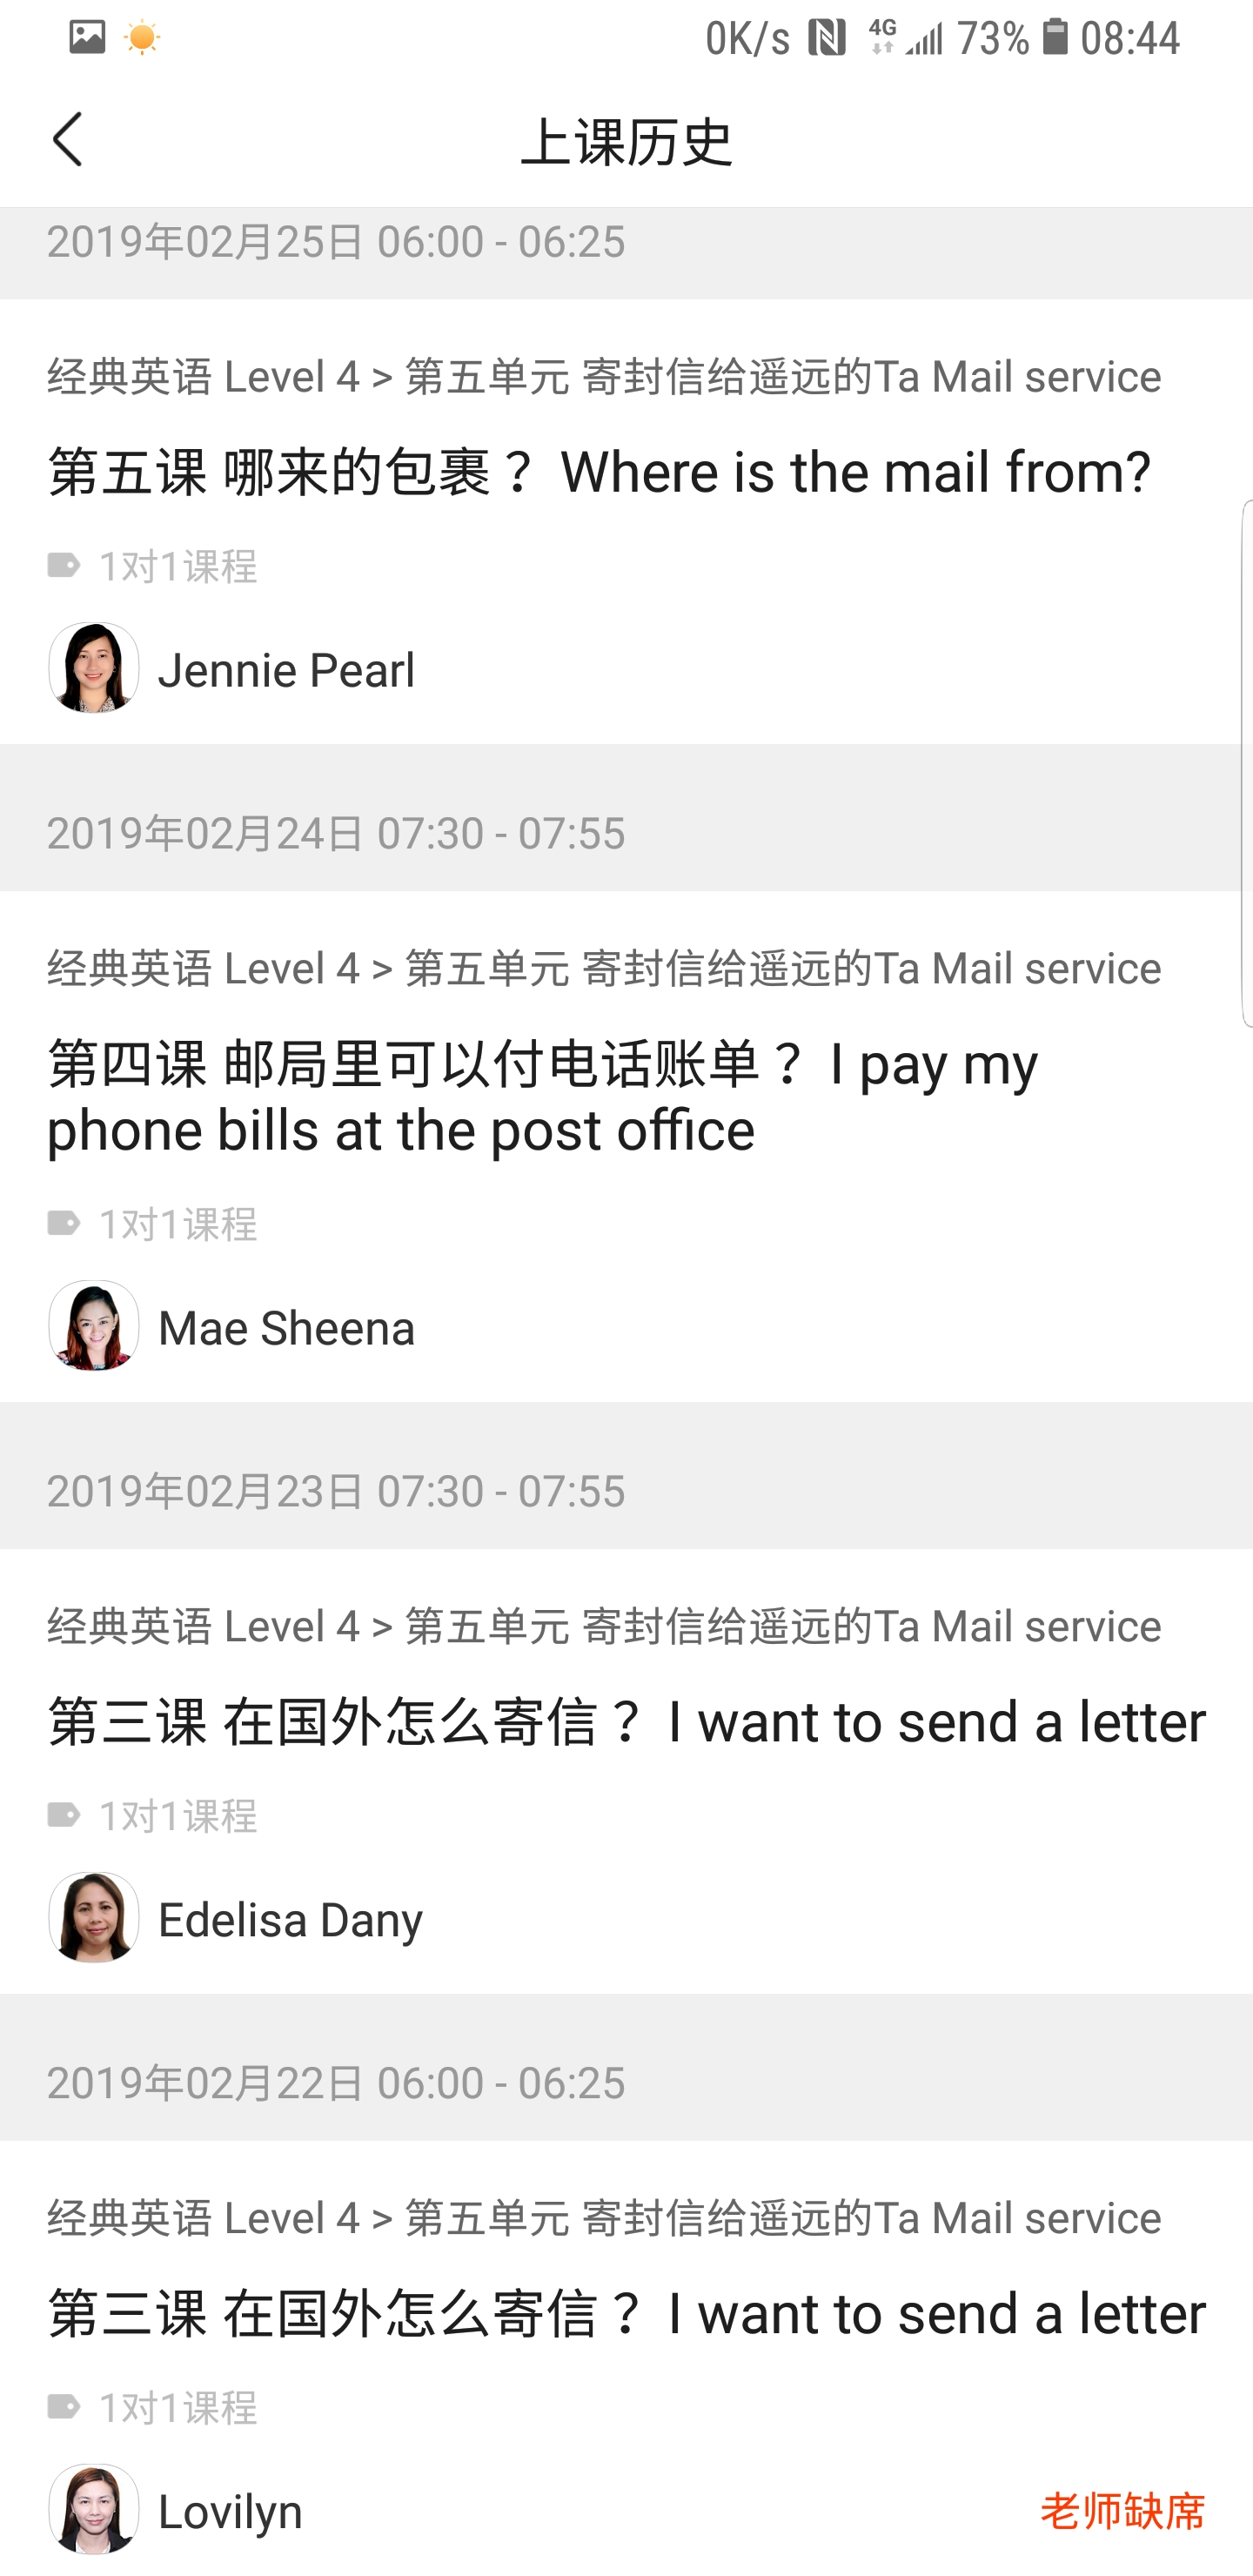 0K/s 4G 73% 08:44
上课历史
2019年02月25日 06:00 - 06:25
经典英语 Level 4 > 第五单元 寄封信给遥远的Ta Mail service
第五课 哪来的包裹？ Where is the mail from?
1对1课程
Jennie Pearl
2019年02月24日 07:30 - 07:55
经典英语 Level 4 > 第五单元 寄封信给遥远的Ta Mail service
第四课 邮局里可以付电话账单？ I pay my
phone bills at the post office
1对1课程
Mae Sheena
2019年02月23日 07:30 - 07:55
经典英语 Level 4 > 第五单元 寄封信给遥远的Ta Mail service
第三课 在国外怎么寄信？ I want to send a letter
1对1课程
Edelisa Dany
2019年02月22日 06:00 - 06:25
经典英语 Level 4 > 第五单元 寄封信给遥远的Ta Mail service
第三课 在国外怎么寄信？ I want to send a letter
1对1课程
Lovilyn 老师缺席